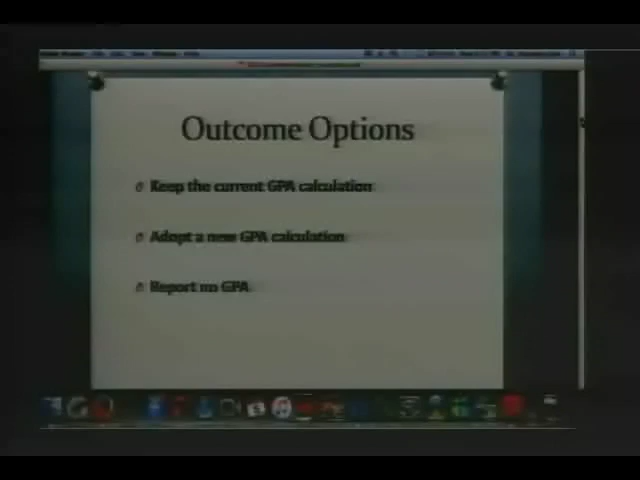 Outcome Options
Keep the current GPA calculation
Adopt a new GPA calculation
Report no GPA